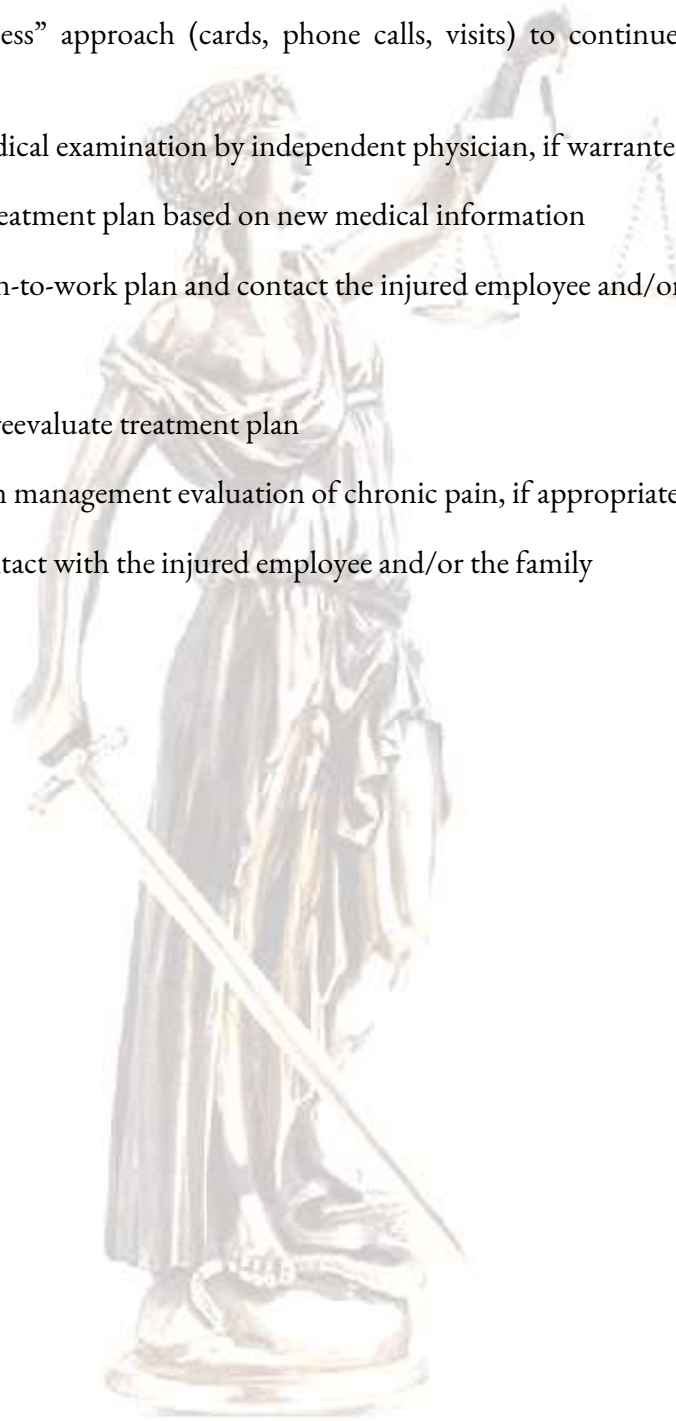 ess” approach (cards, phone calls, visits) to continue
dical examination by independent physician, if warrante
eatment plan based on new medical information
n-to-work plan and contact the injured employee and/or
reevaluate treatment plan
n management evaluation of chronic pain, if appropriate
tact with the injured employee and/or the family